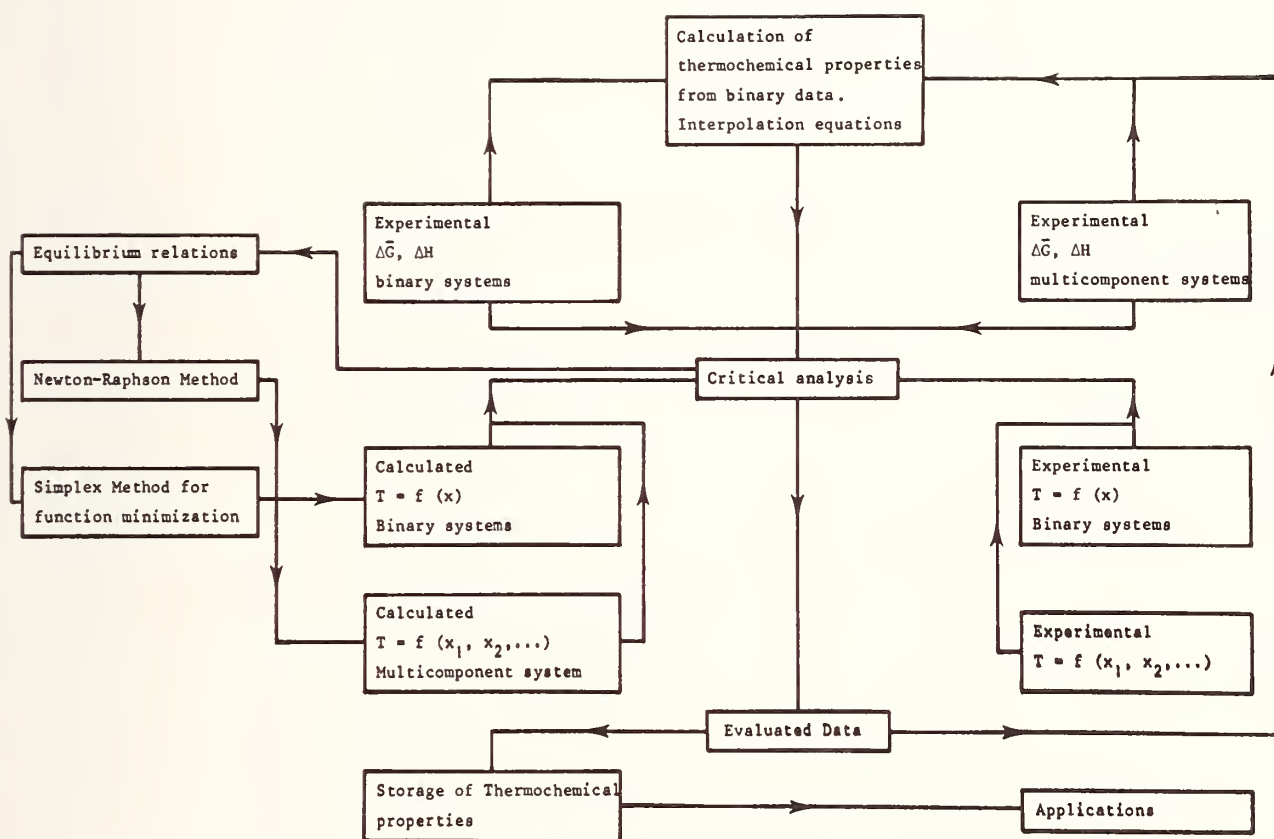 Calculation of
thermochemical properties
from binary data.
Interpolation equations
Experimental
ΔG̅, ΔH
binary systems
Experimental
ΔG̅, ΔH
multicomponent systems
Equilibrium relations
Newton-Raphson Method
Critical analysis
Simplex Method for
function minimization
Calculated
T = f (x)
Binary systems
Experimental
T = f (x)
Binary systems
Calculated
T = f (x₁, x₂,...)
Multicomponent system
Experimental
T = f (x₁, x₂,...)
Evaluated Data
Storage of Thermochemical
properties
Applications